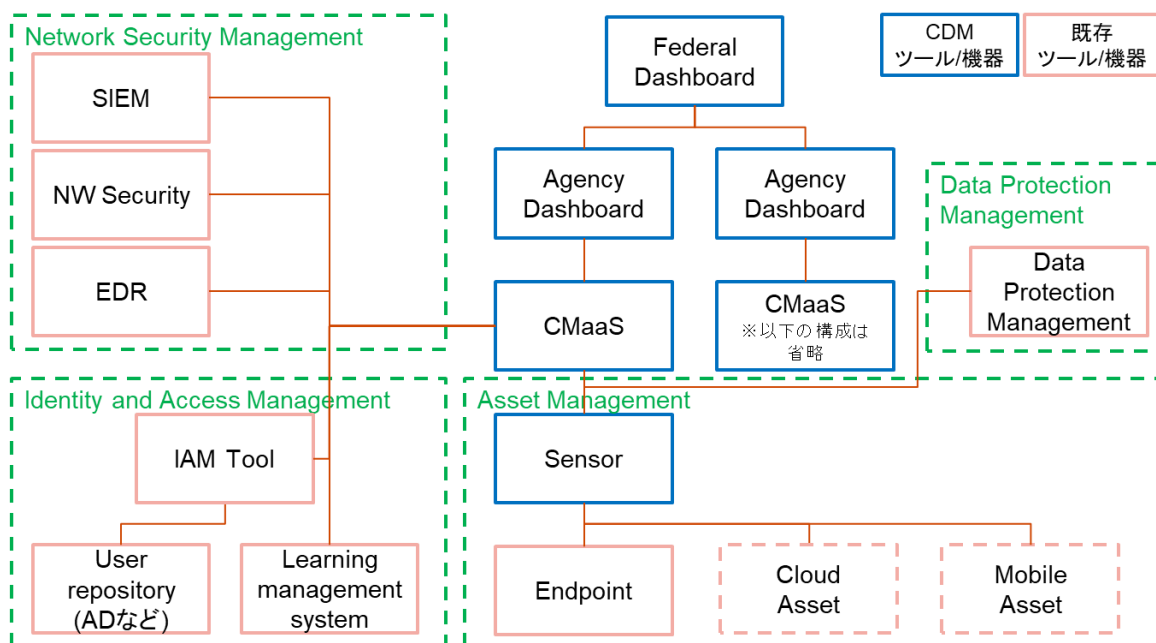 Network Security Management
SIEM
NW Security
EDR
Federal
Dashboard
CDM
ツール/機器
既存
ツール/機器
Agency
Dashboard
Agency
Dashboard
CMaaS
CMaaS
※以下の構成は
省略
Data Protection
Management
Data
Protection
Management
Identity and Access Management
IAM Tool
User
repository
(ADなど)
Learning
management
system
Asset Management
Sensor
Endpoint
Cloud
Asset
Mobile
Asset